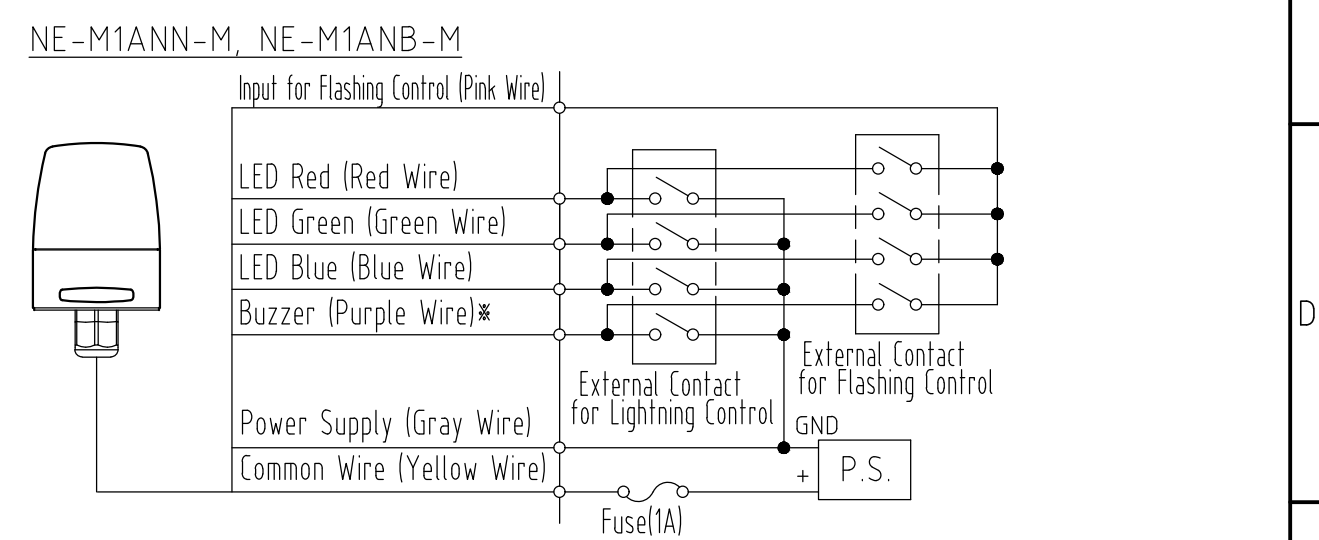 NE-M1ANN-M, NE-M1ANB-M
Input for Flashing Control (Pink Wire)
LED Red (Red Wire)
LED Green (Green Wire)
LED Blue (Blue Wire)
Buzzer (Purple Wire)※
External Contact
for Flashing Control
External Contact
for Lightning Control
Power Supply (Gray Wire)
GND
Common Wire (Yellow Wire)
+
P.S.
Fuse(1A)
D